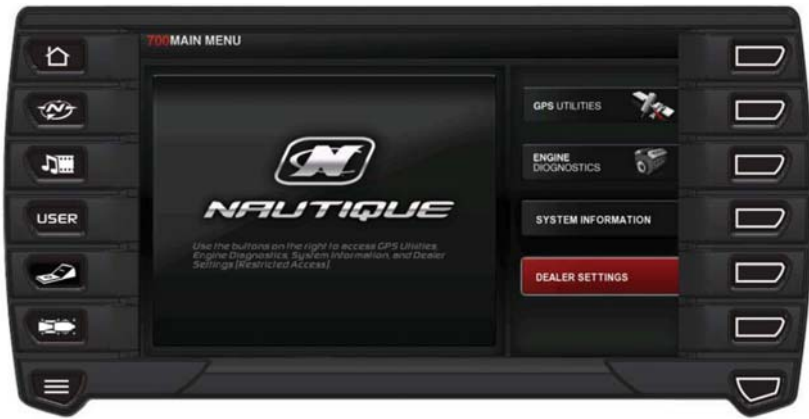 700MAIN MENU
GPS UTILITIES
ENGINE
DIOGNOSTICS
USER
NAUTIQUE
SYSTEM INFORMATION
Use the buttons on the right to access GPS Utilities,
Engine Diagnostics, System Information, and Dealer
Settings [Restricted Access].
DEALER SETTINGS